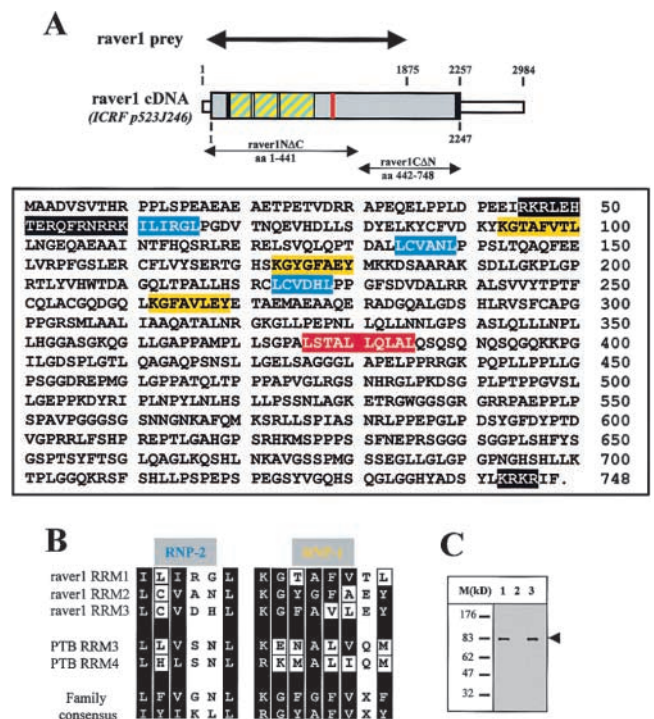 A
raver1 prey
1 1875 2257 2984
raver1 cDNA
(ICRF p523J246)
1 2247
raver1NΔC
aa 1-441
raver1CΔN
aa 442-748
MAADVSVTHR PPLSPEAEAE AETPETVDRR APEQELPPLD PEEIRKRLEH 50
TERQFRNRRK ILIRGLPGDV TNQEVHDLLS DYELKYCFVD KYKGTAFVTL 100
LNGEQAEAAI NTFHQSRLRE RELSVQLQPT DALLCVANLP PSLTQAQFEE 150
LVRPFGSLER CFLVYSERTG HSKGYGFAEY MKKDSAARAK SDLLGKPLGP 200
RTLYVHWTDA GQLTPALLHS RCLCVDHLPP GFSDVDALRR ALSVVYTPTF 250
CQLACGQDGQ LKGFAVLEYE TAEMAEAAQE RADGQALGDS HLRVSFCAPG 300
PPGRSMLAAL IAAQATALNR GKGLLPEPNL LQLLNNLGPS ASLQLLLNPL 350
LHGGASGKQG LLGAPPAMPL LSGPALSTAL LQLALQSQSQ NQSQGQKKPG 400
ILGDSPLGTL QAGAQPSNSL LGELSAGGGL APELPPRRGK PQPLLPPLLG 450
PSGGDREPMG LGPPATQLTP PPAPVGLRGS NHRGLPKDSG PLPTPPGVSL 500
LGEPPKDYRI PLNPYLNLHS LLPSSNLAGK ETRGWGGSGR GRRPAEPPLP 550
SPAVPGGGSG SNNGNKAFQM KSRLLSPIAS NRLPPEPGLP DSYGFDYPTD 600
VGPRRLFSHP REPTLGAHGP SRHKMSPPPS SFNEPRSGGG SGGPLSHFYS 650
GSPTSYFTSG LQAGLKQSHL NKAVGSSPMG SSEGLLGLGP GPNGHSHLLK 700
TPLGGQKRSF SHLLPSPEPS PEGSYVGQHS QGLGGHYADS YLKRKRIF. 748
B
RNP-2
raver1 RRM1 I L I R G L K G T A F V T L
raver1 RRM2 L C V A N L K G Y G F A E Y
raver1 RRM3 L C V D H L K G F A V L E Y
PTB RRM3 L L V S N L K E N A L V Q M
PTB RRM4 L H L S N L R K M A L I Q M
Family L F V G N L K G F G F V X F
consensus I Y I K L L R G Y A Y X Y
C
M(kD) 1 2 3
176
83
62
47
32